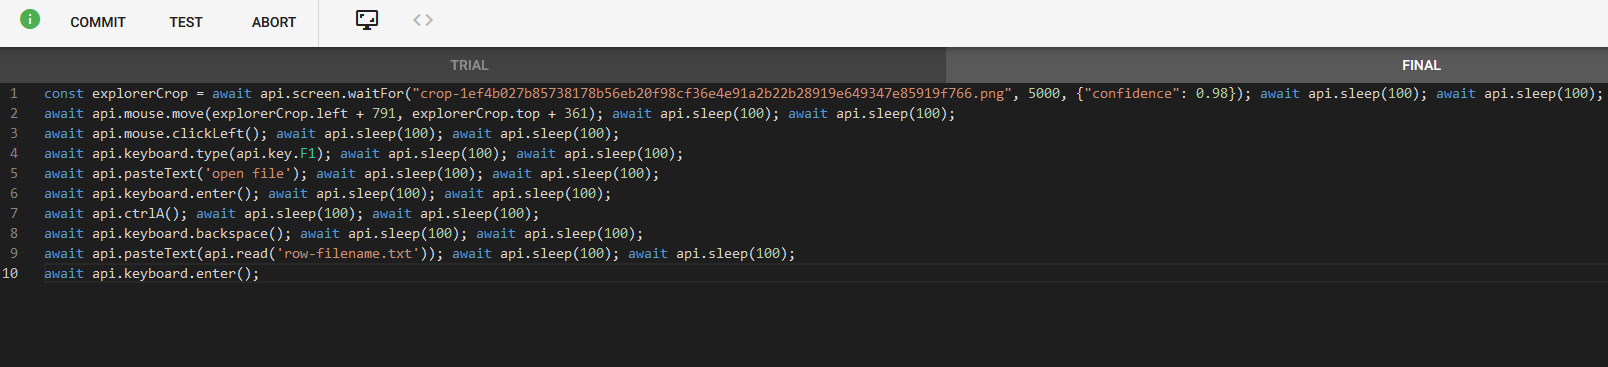 i COMMIT TEST ABORT <>
TRIAL FINAL
1 const explorerCrop = await api.screen.waitFor("crop-1ef4b027b85738178b56eb20f98cf36e4e91a2b22b28919e649347e85919f766.png", 5000, {"confidence": 0.98}); await api.sleep(100); await api.sleep(100);
2 await api.mouse.move(explorerCrop.left + 791, explorerCrop.top + 361); await api.sleep(100); await api.sleep(100);
3 await api.mouse.clickLeft(); await api.sleep(100); await api.sleep(100);
4 await api.keyboard.type(api.key.F1); await api.sleep(100); await api.sleep(100);
5 await api.pasteText('open file'); await api.sleep(100); await api.sleep(100);
6 await api.keyboard.enter(); await api.sleep(100); await api.sleep(100);
7 await api.ctrlA(); await api.sleep(100); await api.sleep(100);
8 await api.keyboard.backspace(); await api.sleep(100); await api.sleep(100);
9 await api.pasteText(api.read('row-filename.txt')); await api.sleep(100); await api.sleep(100);
10 await api.keyboard.enter();